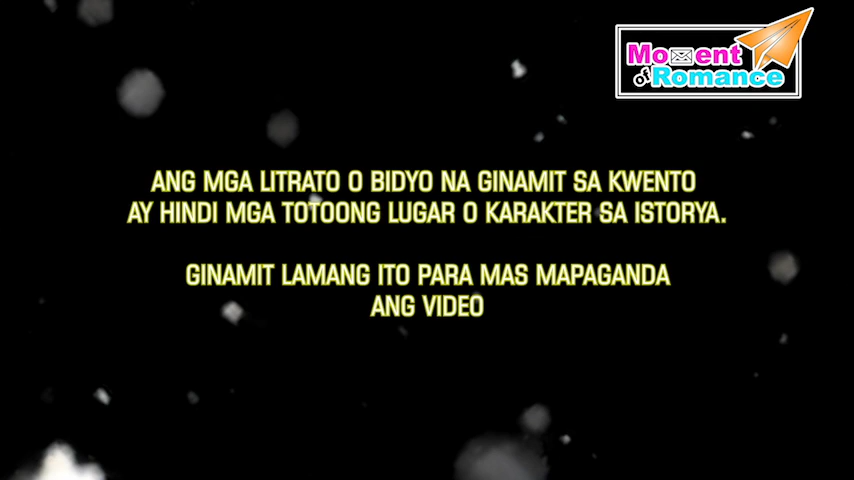 Moment
of Romance
ANG MGA LITRATO O BIDYO NA GINAMIT SA KWENTO
AY HINDI MGA TOTOONG LUGAR O KARAKTER SA ISTORYA.
GINAMIT LAMANG ITO PARA MAS MAPAGANDA
ANG VIDEO